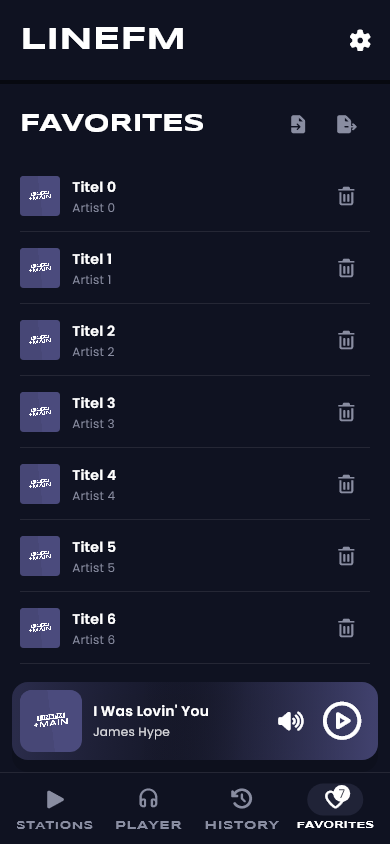 LINEFM
FAVORITES
Titel 0
Artist 0
Titel 1
Artist 1
Titel 2
Artist 2
Titel 3
Artist 3
Titel 4
Artist 4
Titel 5
Artist 5
Titel 6
Artist 6
LINEFM
+MAIN
I Was Lovin' You
James Hype
7
STATIONS PLAYER HISTORY FAVORITES